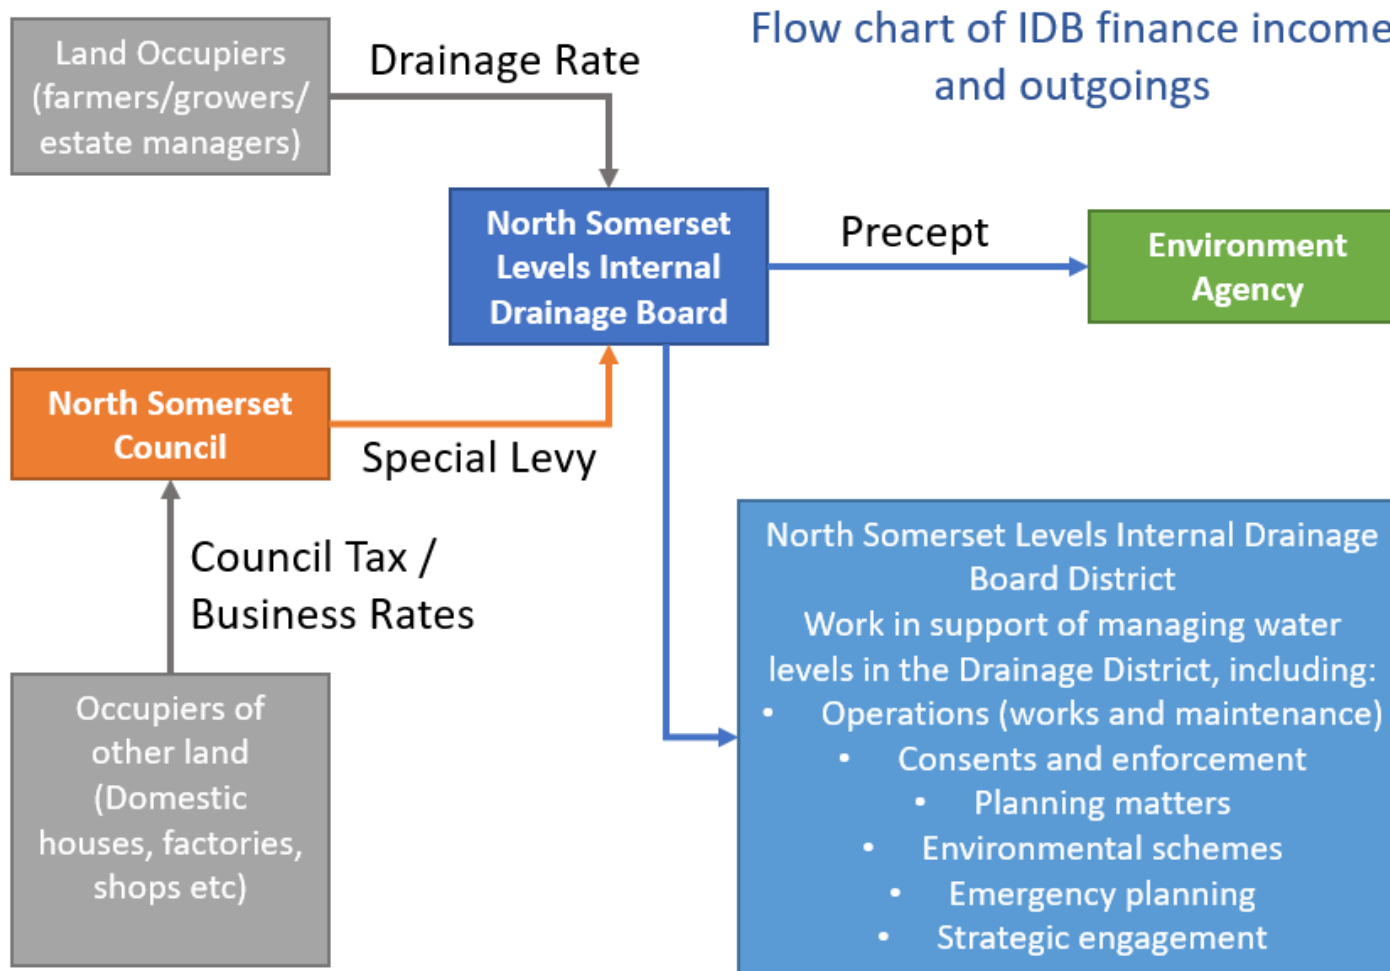 Flow chart of IDB finance income
and outgoings
Land Occupiers
(farmers/growers/
estate managers)
Drainage Rate
North Somerset
Levels Internal
Drainage Board
Precept
Environment
Agency
North Somerset
Council
Special Levy
Council Tax /
Business Rates
Occupiers of
other land
(Domestic
houses, factories,
shops etc)
North Somerset Levels Internal Drainage
Board District
Work in support of managing water
levels in the Drainage District, including:
• Operations (works and maintenance)
• Consents and enforcement
• Planning matters
• Environmental schemes
• Emergency planning
• Strategic engagement